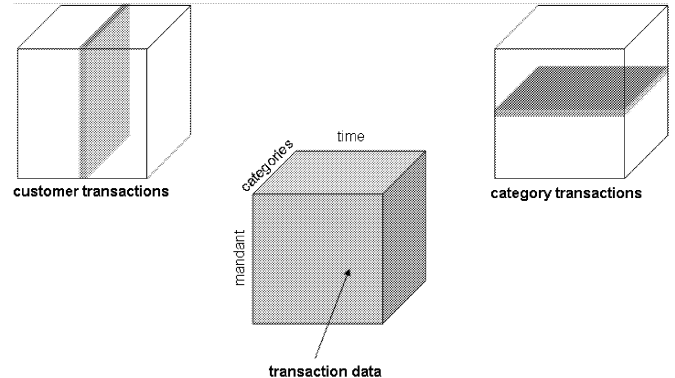 customer transactions
category transactions
time
categories
mandant
transaction data